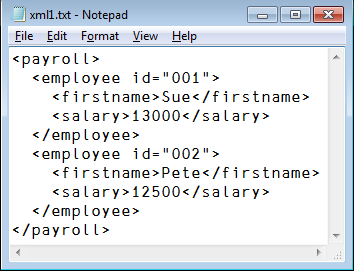 xml1.txt - Notepad
File Edit Format View Help
<payroll>
  <employee id="001">
    <firstname>Sue</firstname>
    <salary>13000</salary>
  </employee>
  <employee id="002">
    <firstname>Pete</firstname>
    <salary>12500</salary>
  </employee>
</payroll>